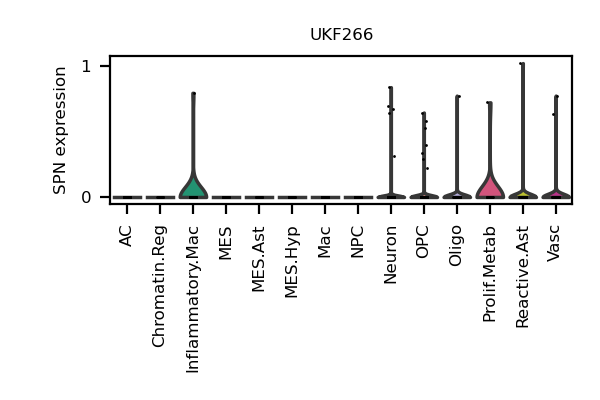 UKF266
SPN expression
1
0
AC
Chromatin.Reg
Inflammatory.Mac
MES
MES.Ast
MES.Hyp
Mac
NPC
Neuron
OPC
Oligo
Prolif.Metab
Reactive.Ast
Vasc